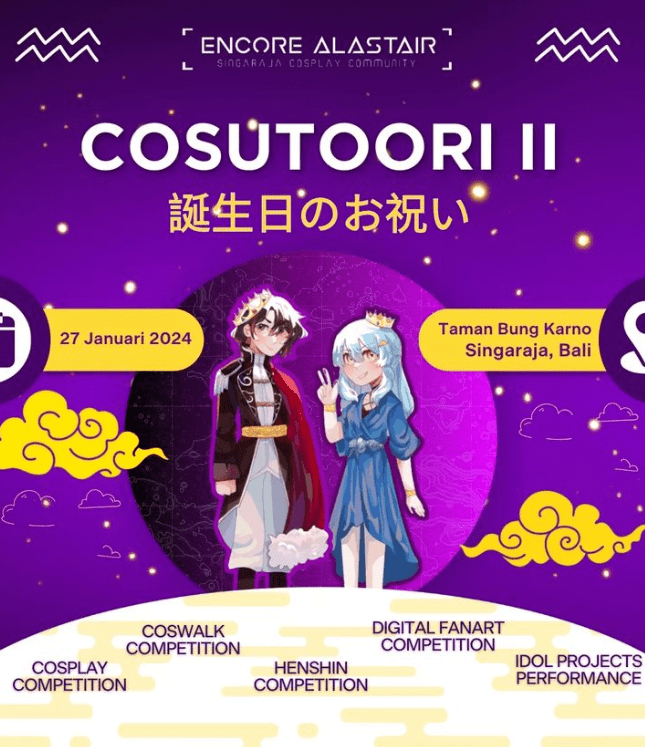 ENCORE ALASTAIR
SINGARAJA COSPLAY COMMUNITY
COSUTOORI II
誕生日のお祝い
27 Januari 2024
Taman Bung Karno
Singaraja, Bali
COSWALK
COMPETITION
DIGITAL FANART
COMPETITION
COSPLAY
COMPETITION
HENSHIN
COMPETITION
IDOL PROJECTS
PERFORMANCE